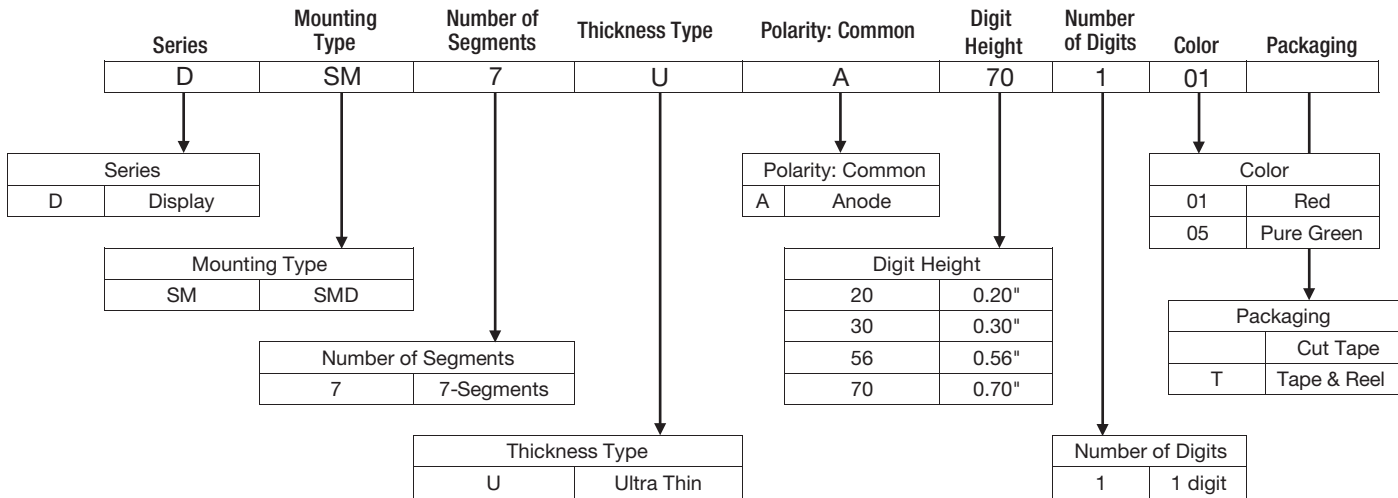 Series
Mounting
Type
Number of
Segments
Thickness Type
Polarity: Common
Digit
Height
Number
of Digits
Color
Packaging
D SM 7 U A 70 1 01
Series
D Display
Polarity: Common
A Anode
Color
01 Red
05 Pure Green
Mounting Type
SM SMD
Digit Height
20 0.20"
30 0.30"
56 0.56"
70 0.70"
Packaging
Cut Tape
T Tape & Reel
Number of Segments
7 7-Segments
Thickness Type
U Ultra Thin
Number of Digits
1 1 digit